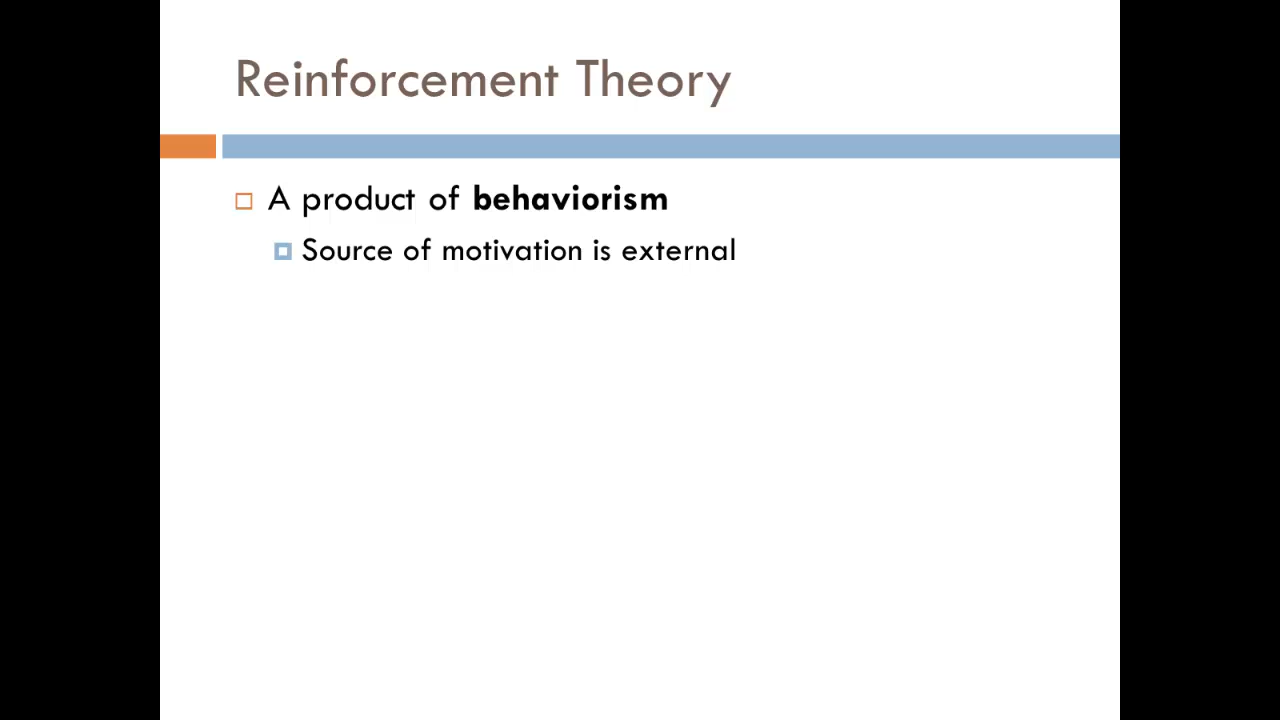 Reinforcement Theory
A product of behaviorism
Source of motivation is external